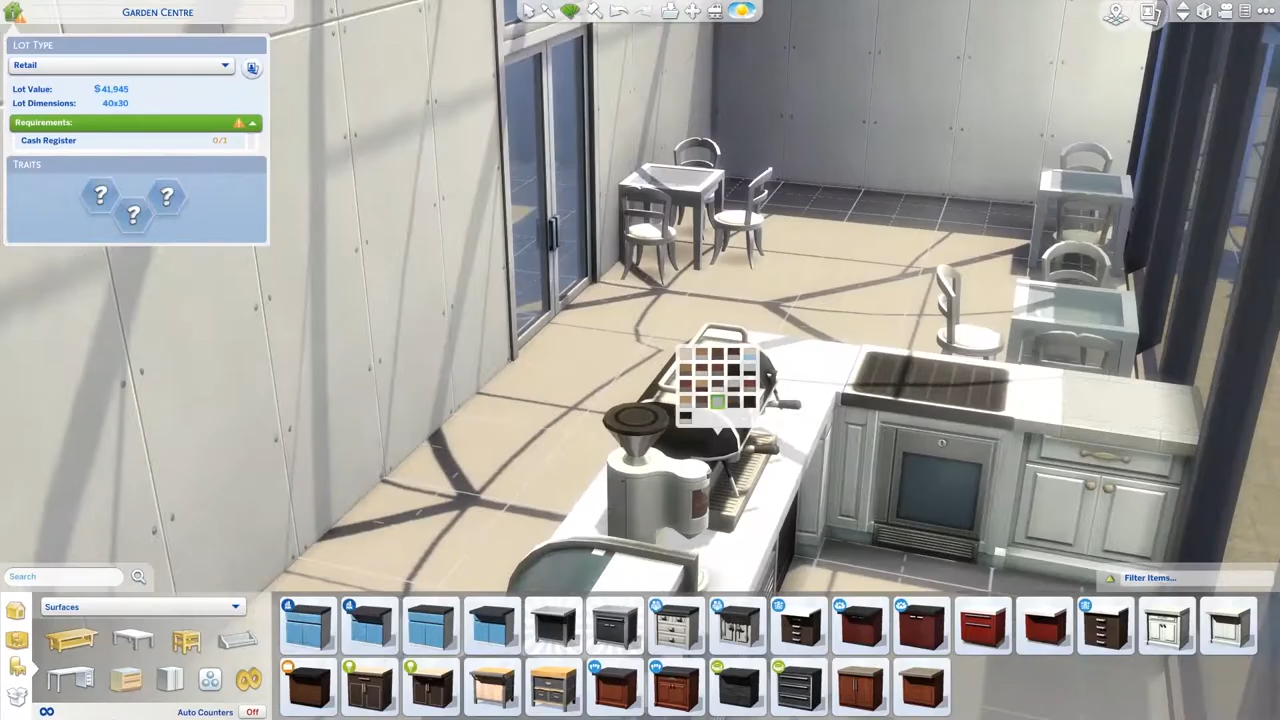 GARDEN CENTRE
LOT TYPE
Retail
Lot Value: $41,945
Lot Dimensions: 40x30
Requirements:
Cash Register 0/1
TRAITS
? ? ?
Search
Filter Items...
Surfaces
Auto Counters Off